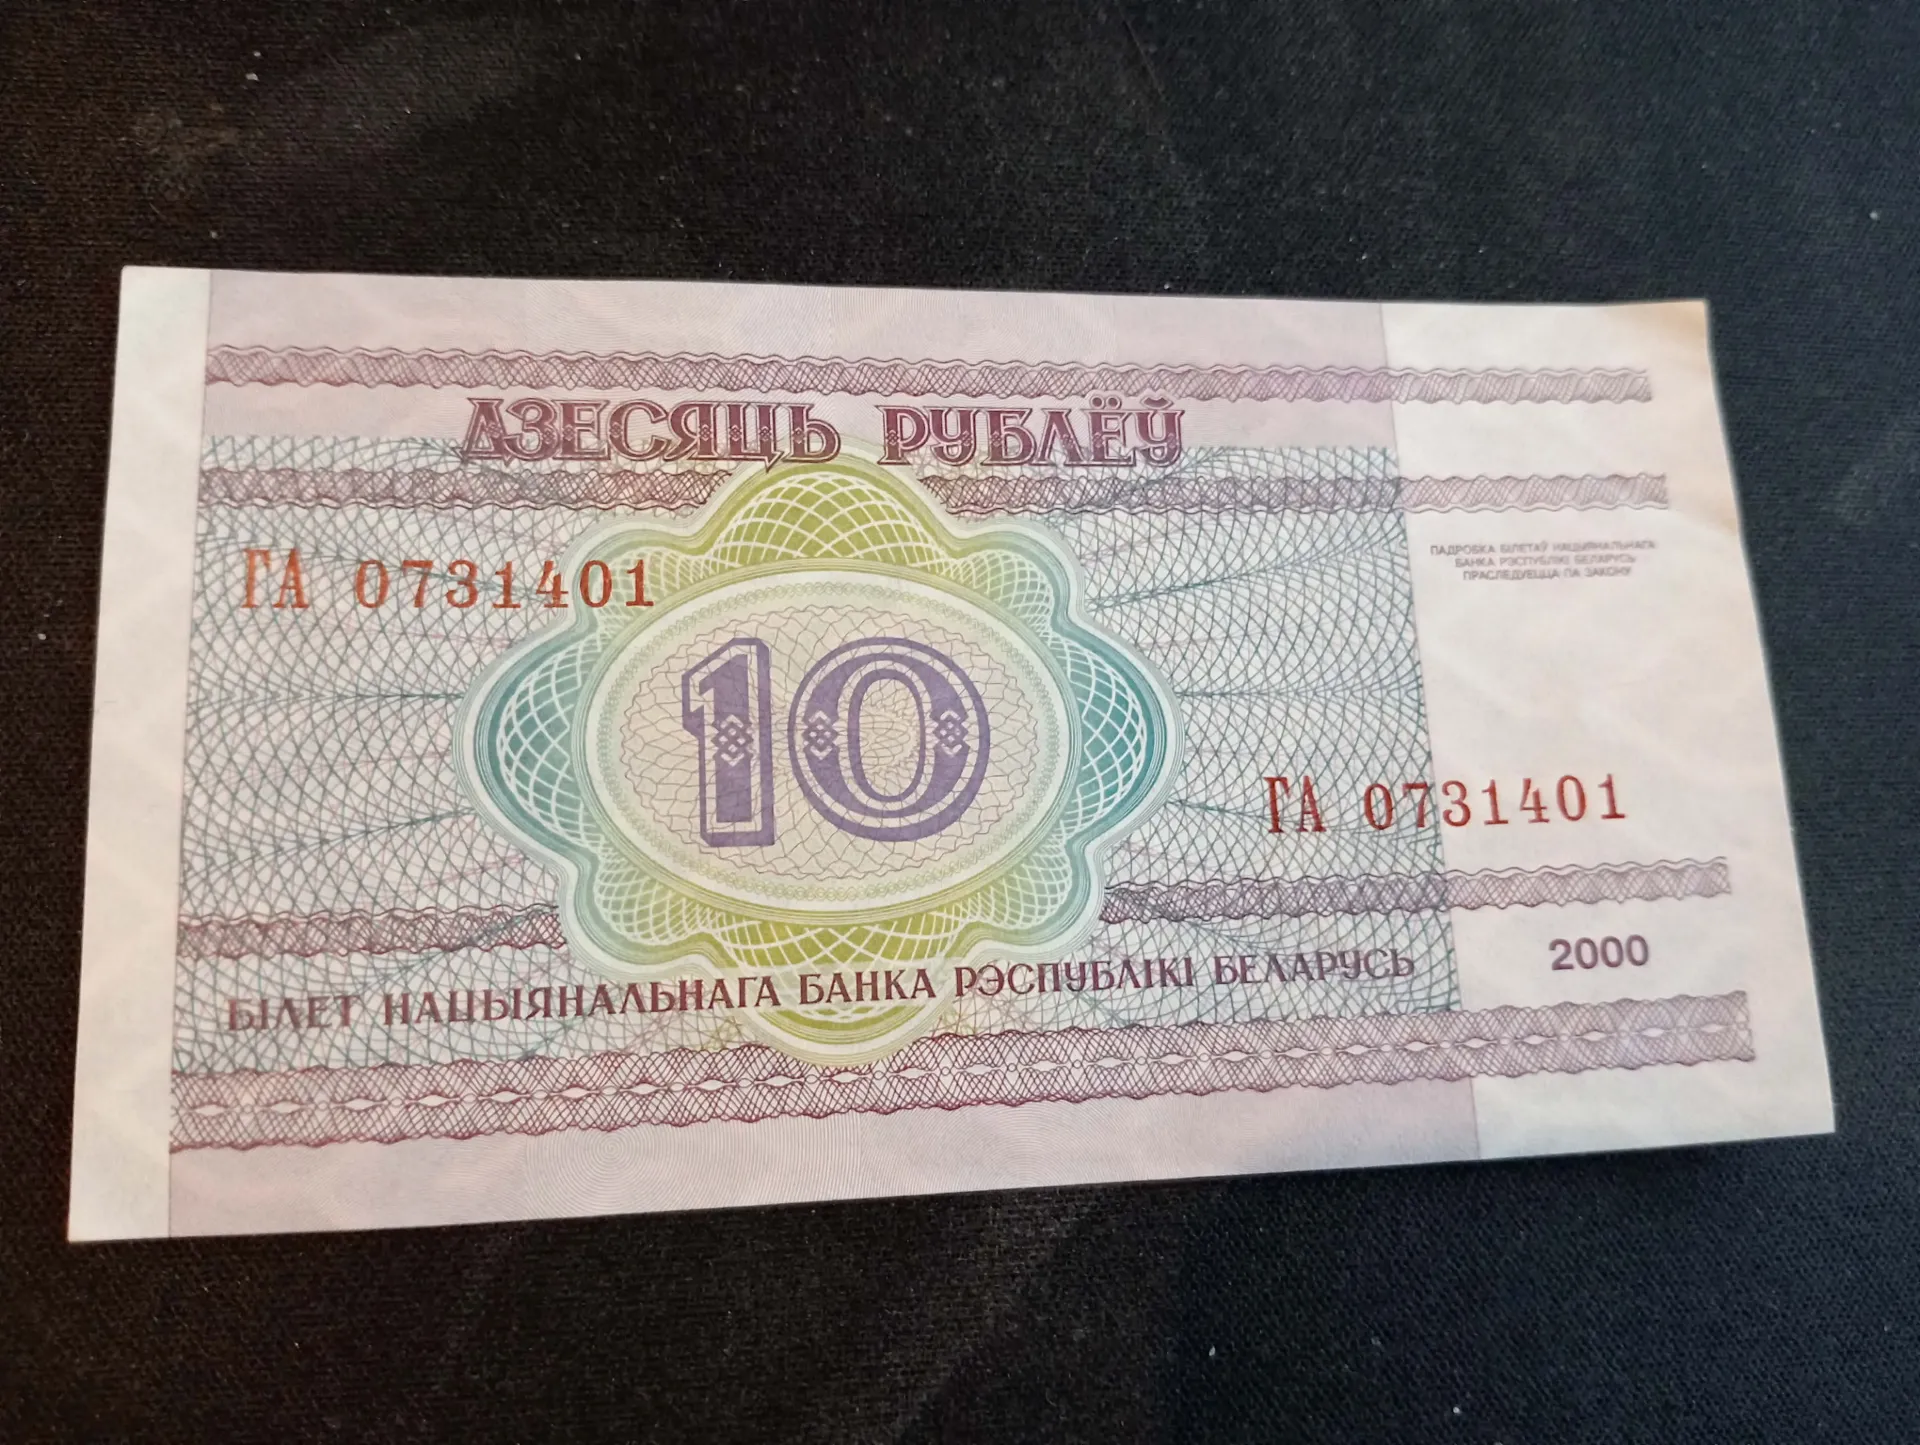 ДЗЕСЯЦЬ РУБЛЁЎ
ГА 0731401
ПАДРОБКА БІЛЕТАЎ НАЦЫЯНАЛЬНАГА
БАНКА РЭСПУБЛІКІ БЕЛАРУСЬ
ПРАСЛЕДУЕЦЦА ПА ЗАКОНУ
10
ГА 0731401
БІЛЕТ НАЦЫЯНАЛЬНАГА БАНКА РЭСПУБЛІКІ БЕЛАРУСЬ
2000